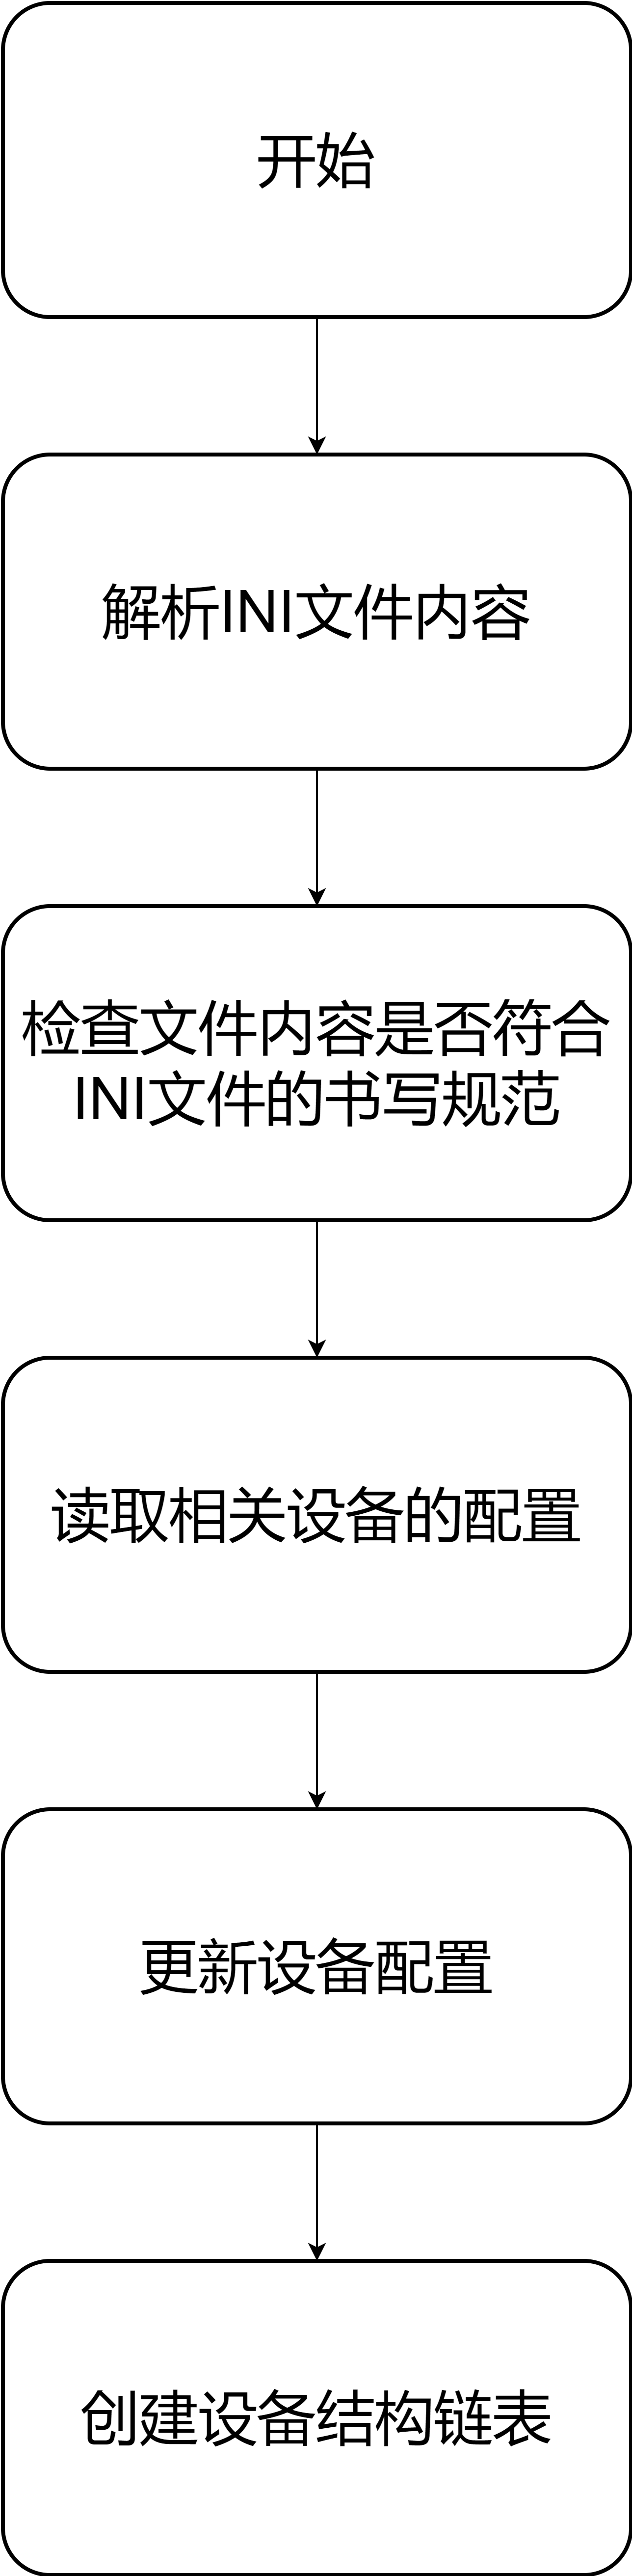 开始
解析INI文件内容
检查文件内容是否符合
INI文件的书写规范
读取相关设备的配置
更新设备配置
创建设备结构链表